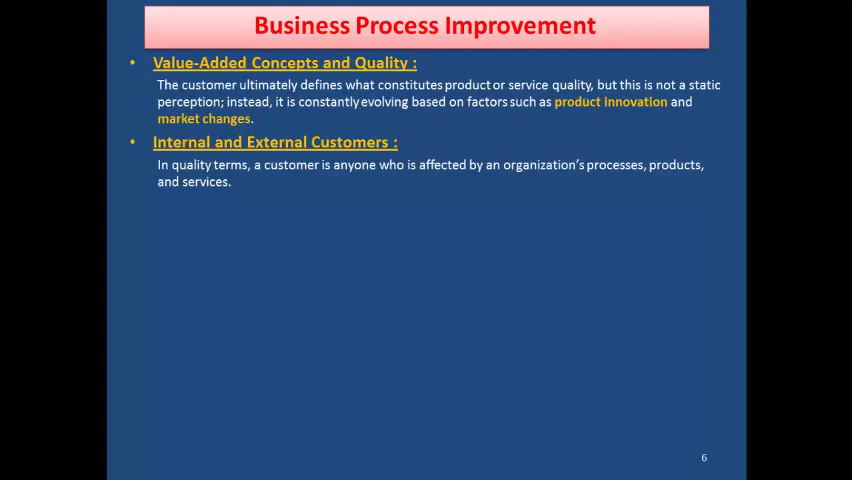 Business Process Improvement
• Value-Added Concepts and Quality :
The customer ultimately defines what constitutes product or service quality, but this is not a static
perception; instead, it is constantly evolving based on factors such as product innovation and
market changes.
• Internal and External Customers :
In quality terms, a customer is anyone who is affected by an organization's processes, products,
and services.
6